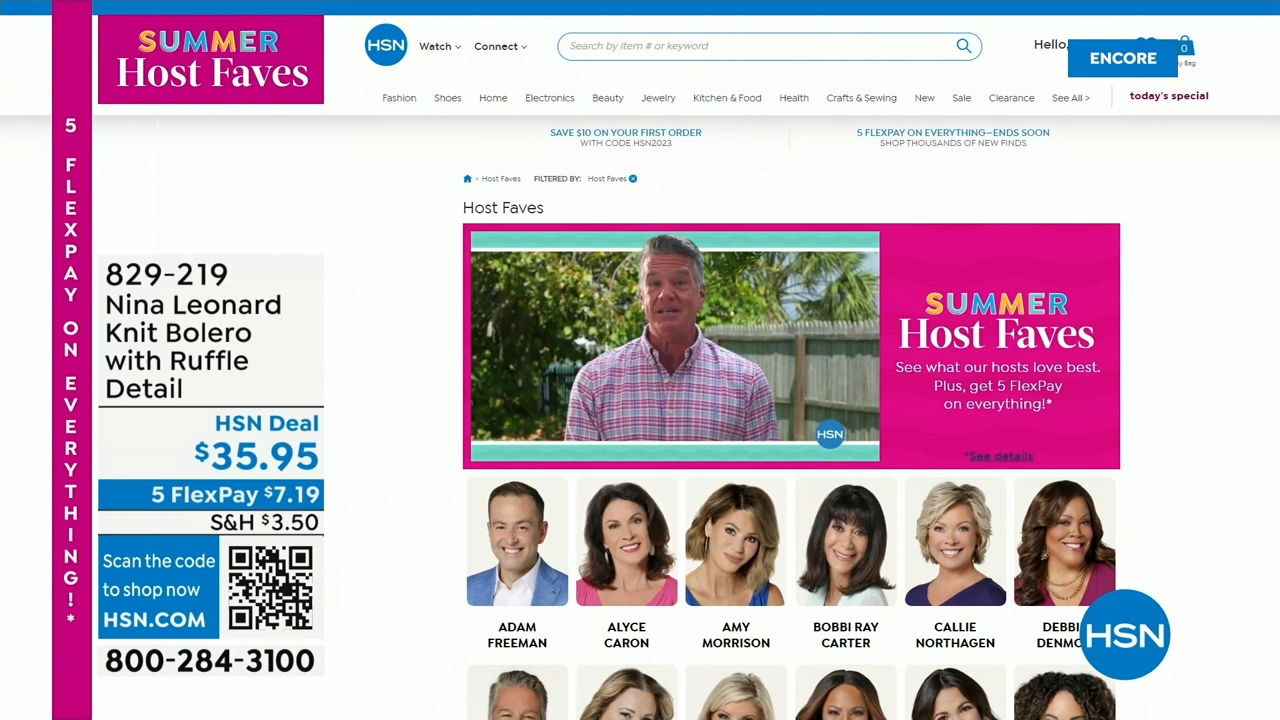 5 FLEXPAY ON EVERYTHING!*
SUMMER
Host Faves
HSN
Watch
Connect
Search by item # or keyword
Hello,
ENCORE
0
Bag
Fashion
Shoes
Home
Electronics
Beauty
Jewelry
Kitchen & Food
Health
Crafts & Sewing
New
Sale
Clearance
See All >
today's special
SAVE $10 ON YOUR FIRST ORDER
WITH CODE HSN2023
5 FLEXPAY ON EVERYTHING—ENDS SOON
SHOP THOUSANDS OF NEW FINDS
> Host Faves
FILTERED BY: Host Faves
Host Faves
829-219
Nina Leonard
Knit Bolero
with Ruffle
Detail
HSN Deal
$35.95
5 FlexPay $7.19
S&H $3.50
Scan the code
to shop now
HSN.COM
800-284-3100
HSN
SUMMER
Host Faves
See what our hosts love best.
Plus, get 5 FlexPay
on everything!*
*See details
ADAM
FREEMAN
ALYCE
CARON
AMY
MORRISON
BOBBI RAY
CARTER
CALLIE
NORTHAGEN
DEBBI
DENMO
HSN